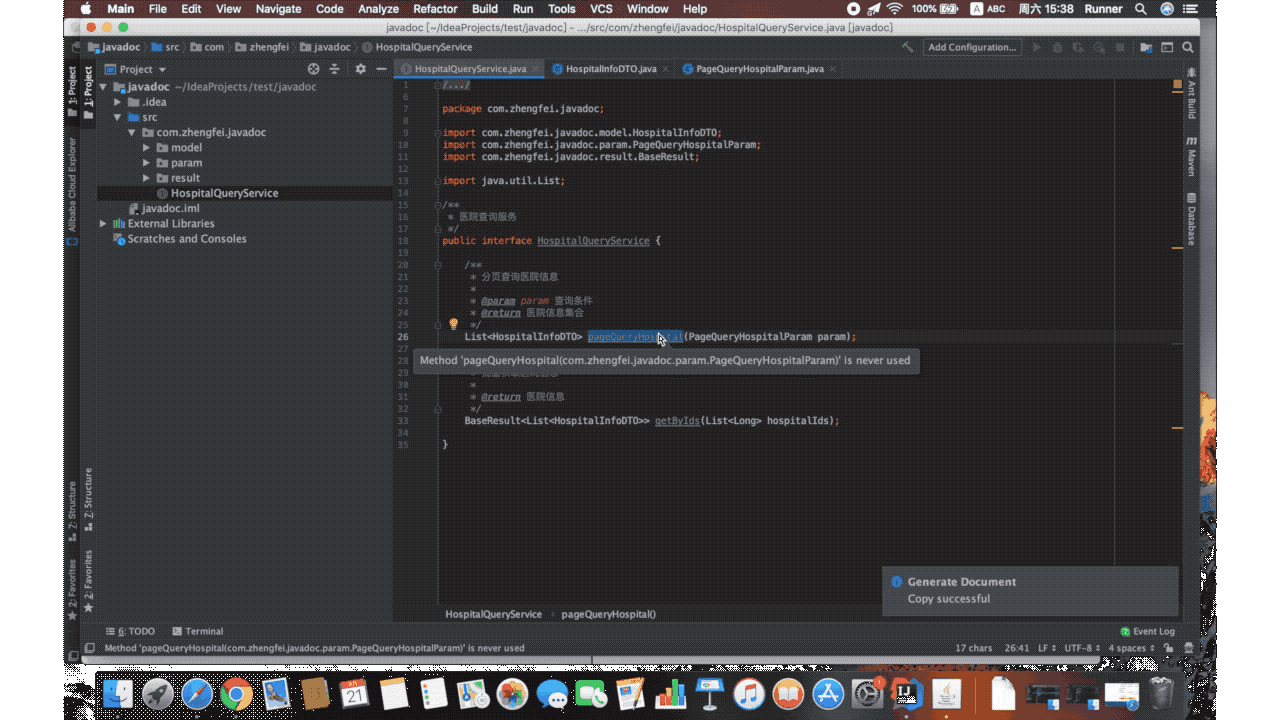 Main File Edit View Navigate Code Analyze Refactor Build Run Tools VCS Window Help 100% A ABC 周六 15:38 Runner
javadoc [~/IdeaProjects/test/javadoc] - .../src/com/zhengfei/javadoc/HospitalQueryService.java [javadoc]
javadoc src com zhengfei javadoc HospitalQueryService Add Configuration...
Project HospitalQueryService.java HospitalInfoDTO.java PageQueryHospitalParam.java
1: Project
1: Project
Alibaba Cloud Explorer
7: Structure
Z: Structure
2: Favorites
2: Favorites
Ant Build
Maven
Database
javadoc ~/IdeaProjects/test/javadoc
.idea
src
com.zhengfei.javadoc
model
param
result
HospitalQueryService
javadoc.iml
External Libraries
Scratches and Consoles
1 /.../
6
7 package com.zhengfei.javadoc;
8
9 import com.zhengfei.javadoc.model.HospitalInfoDTO;
10 import com.zhengfei.javadoc.param.PageQueryHospitalParam;
11 import com.zhengfei.javadoc.result.BaseResult;
12
13 import java.util.List;
14
15 /**
16 * 医院查询服务
17 */
18 public interface HospitalQueryService {
19
20 /**
21 * 分页查询医院信息
22 *
23 * @param param 查询条件
24 * @return 医院信息集合
25 */
26 List<HospitalInfoDTO> pageQueryHospital(PageQueryHospitalParam param);
Method 'pageQueryHospital(com.zhengfei.javadoc.param.PageQueryHospitalParam)' is never used
28
29
30 *
31 * @return 医院信息
32 */
33 BaseResult<List<HospitalInfoDTO>> getByIds(List<Long> hospitalIds);
34
35 }
Generate Document
Copy successful
HospitalQueryService › pageQueryHospital()
6: TODO Terminal Event Log
Method 'pageQueryHospital(com.zhengfei.javadoc.param.PageQueryHospitalParam)' is never used 17 chars 26:41 LF UTF-8 4 spaces
21